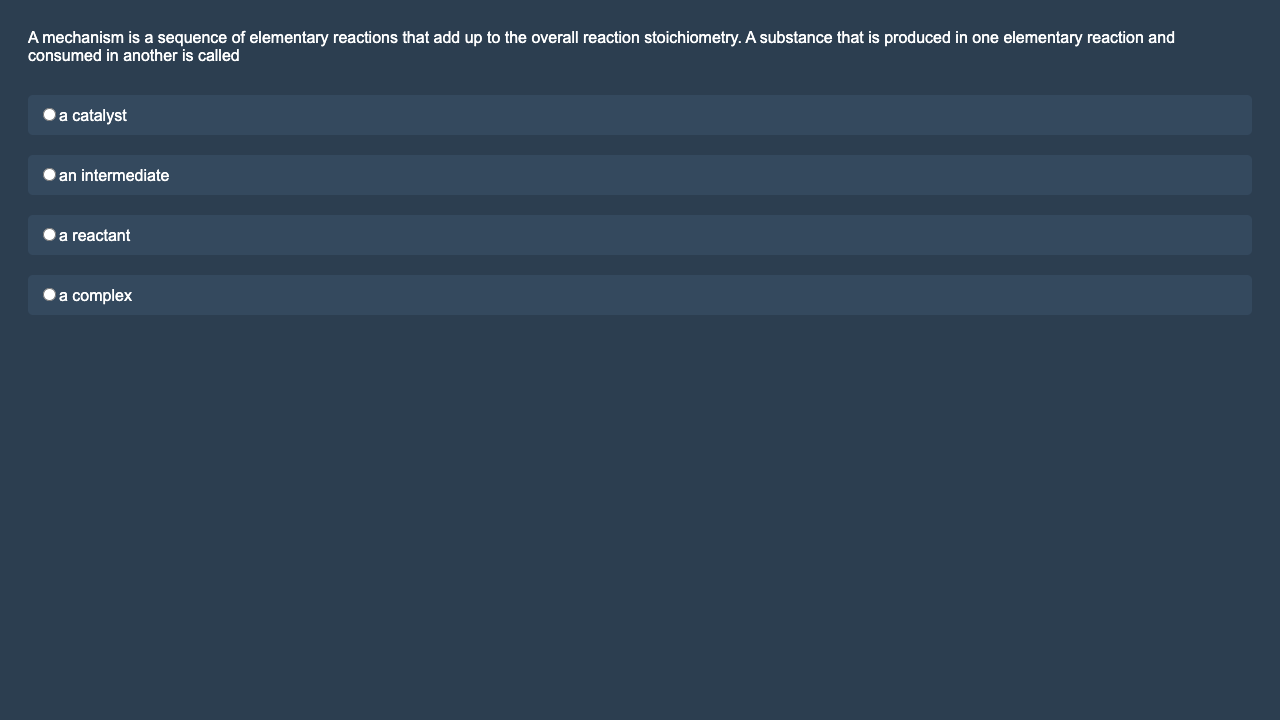 A mechanism is a sequence of elementary reactions that add up to the overall reaction stoichiometry. A substance that is produced in one elementary reaction and
consumed in another is called
a catalyst
an intermediate
a reactant
a complex